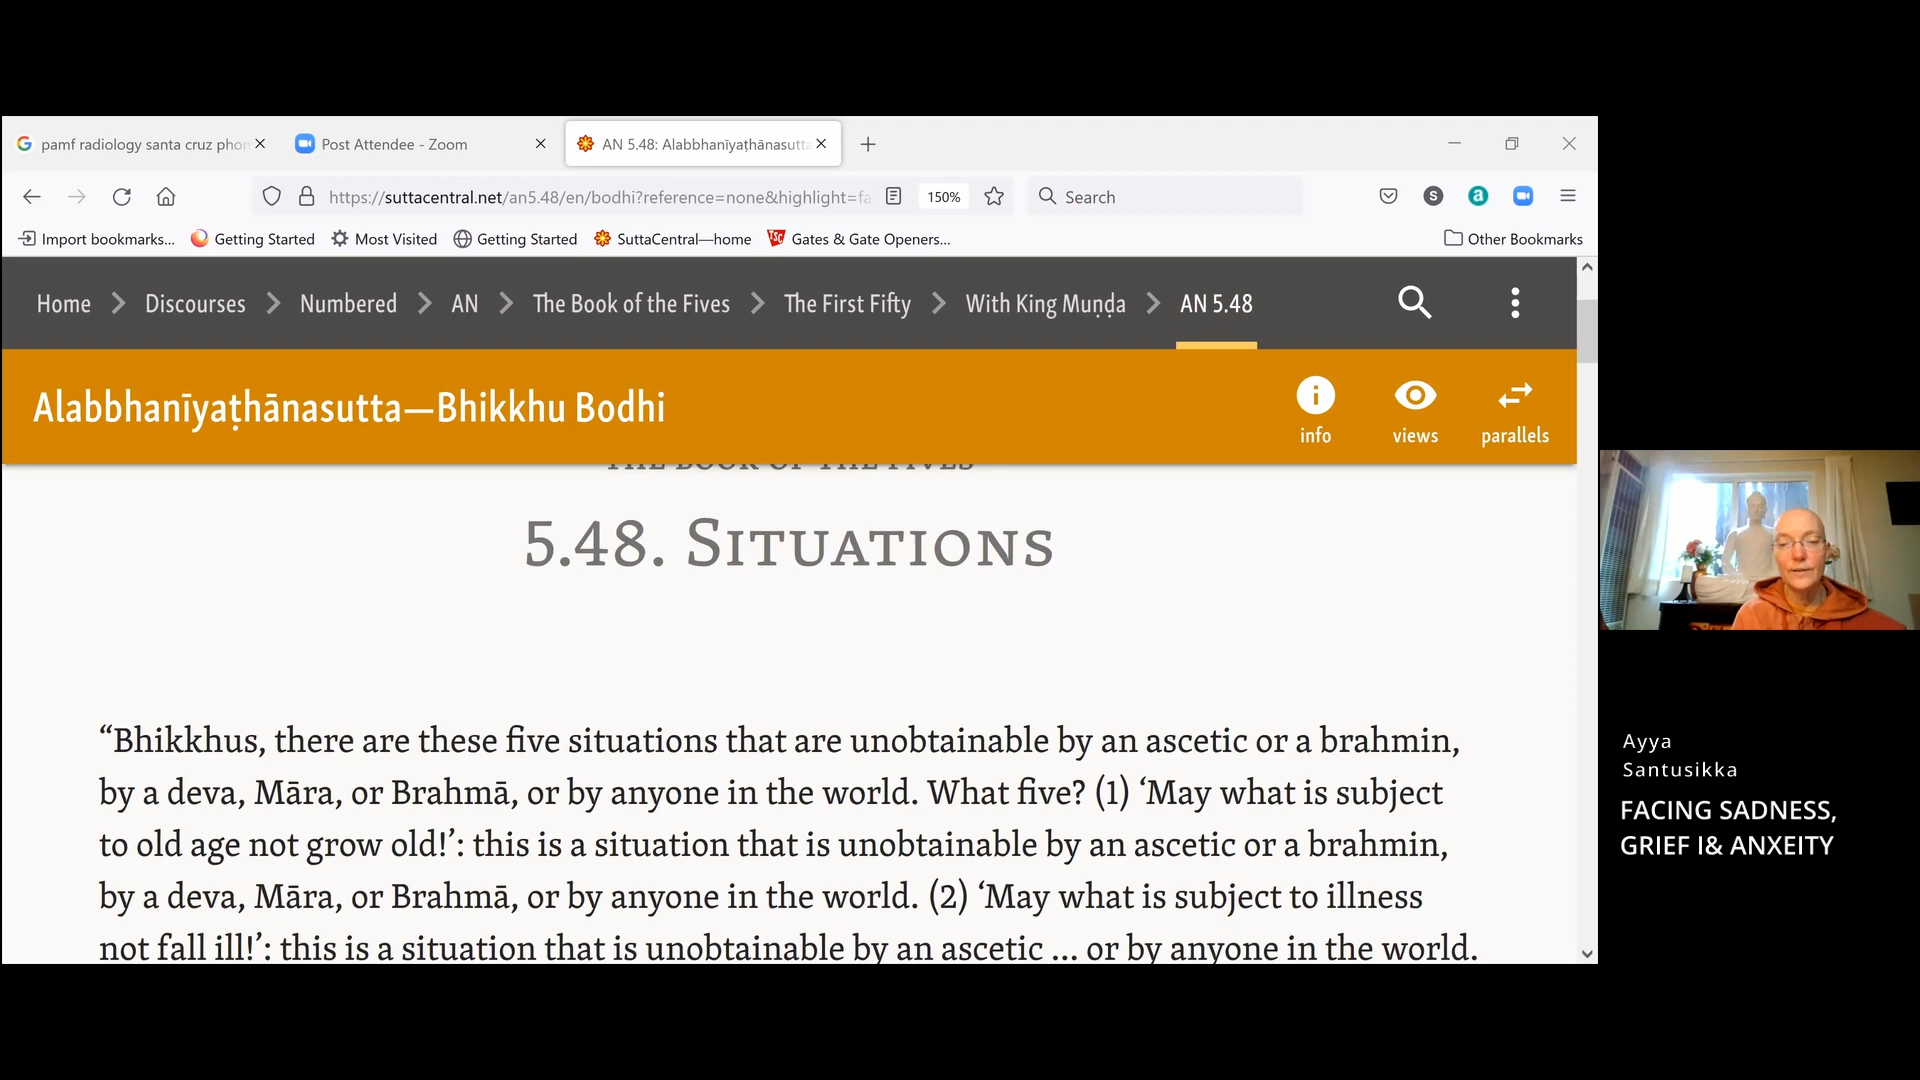 pamf radiology santa cruz phon
Post Attendee - Zoom
AN 5.48: Alabbhanīyaṭhānasutta
https://suttacentral.net/an5.48/en/bodhi?reference=none&highlight=fa
150%
Search
S
a
Import bookmarks...
Getting Started
Most Visited
Getting Started
SuttaCentral—home
TSC
Gates & Gate Openers...
Other Bookmarks
Home
Discourses
Numbered
AN
The Book of the Fives
The First Fifty
With King Muṇḍa
AN 5.48
Alabbhanīyaṭhānasutta—Bhikkhu Bodhi
info
views
parallels
THE BOOK OF THE FIVES
5.48. SITUATIONS
“Bhikkhus, there are these five situations that are unobtainable by an ascetic or a brahmin,
by a deva, Māra, or Brahmā, or by anyone in the world. What five? (1) ‘May what is subject
to old age not grow old!’: this is a situation that is unobtainable by an ascetic or a brahmin,
by a deva, Māra, or Brahmā, or by anyone in the world. (2) ‘May what is subject to illness
not fall ill!’: this is a situation that is unobtainable by an ascetic … or by anyone in the world.
Ayya
Santusikka
FACING SADNESS,
GRIEF I& ANXEITY